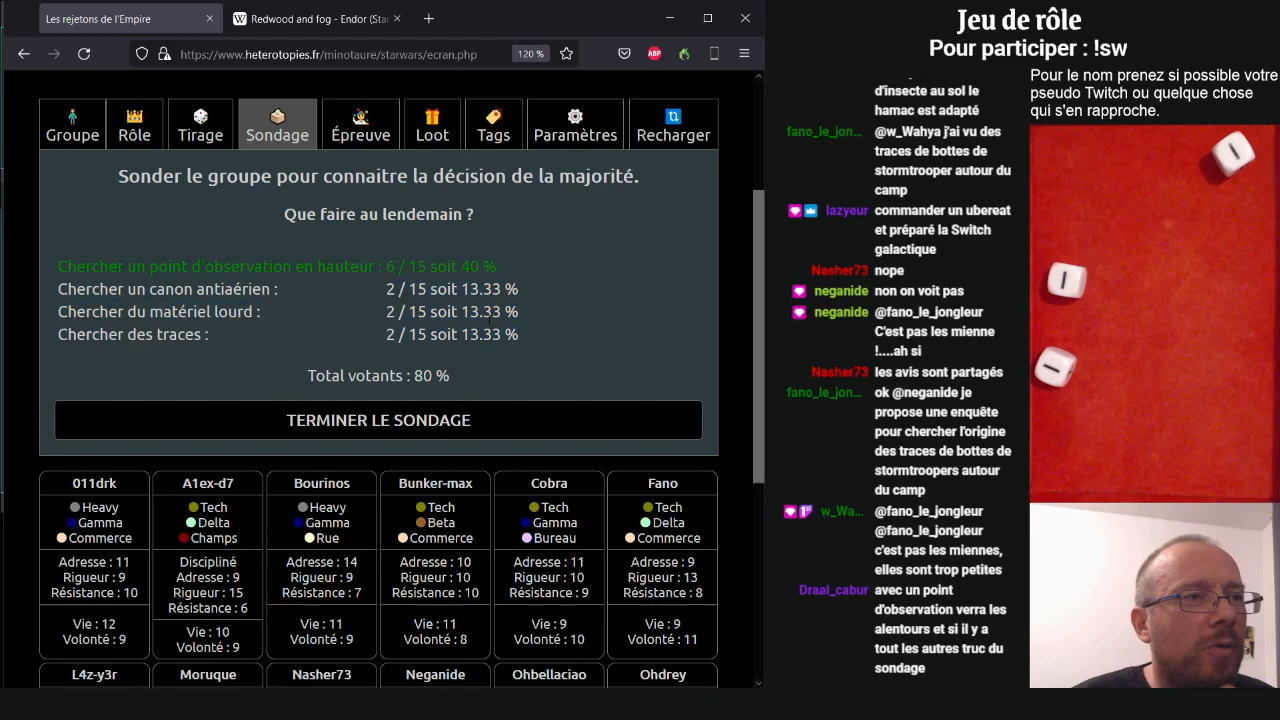 Les rejetons de l'Empire
Redwood and fog - Endor (Star
https://www.heterotopies.fr/minotaure/starwars/ecran.php
120 %
ABP
Groupe
Rôle
Tirage
Sondage
Épreuve
Loot
Tags
Paramètres
Recharger
Sonder le groupe pour connaitre la décision de la majorité.
Que faire au lendemain ?
Chercher un point d'observation en hauteur : 6 / 15 soit 40 %
Chercher un canon antiaérien : 2 / 15 soit 13.33 %
Chercher du matériel lourd : 2 / 15 soit 13.33 %
Chercher des traces : 2 / 15 soit 13.33 %
Total votants : 80 %
TERMINER LE SONDAGE
011drk
Heavy
Gamma
Commerce
Adresse : 11
Rigueur : 9
Résistance : 10
Vie : 12
Volonté : 9
A1ex-d7
Tech
Delta
Champs
Discipliné
Adresse : 9
Rigueur : 15
Résistance : 6
Vie : 10
Volonté : 9
Bourinos
Heavy
Gamma
Rue
Adresse : 14
Rigueur : 9
Résistance : 7
Vie : 11
Volonté : 9
Bunker-max
Tech
Beta
Commerce
Adresse : 10
Rigueur : 10
Résistance : 10
Vie : 11
Volonté : 8
Cobra
Tech
Gamma
Bureau
Adresse : 11
Rigueur : 10
Résistance : 9
Vie : 9
Volonté : 10
Fano
Tech
Delta
Commerce
Adresse : 9
Rigueur : 13
Résistance : 8
Vie : 9
Volonté : 11
L4z-y3r
Moruque
Nasher73
Neganide
Ohbellaciao
Ohdrey
Jeu de rôle
Pour participer : !sw
d'insecte au sol le
hamac est adapté
fano_le_jon... @w_Wahya j'ai vu des
traces de bottes de
stormtrooper autour du
camp
lazyeur commander un ubereat
et préparé la Switch
galactique
Nasher73 nope
neganide non on voit pas
neganide @fano_le_jongleur
C'est pas les mienne
!....ah si
Nasher73 les avis sont partagés
fano_le_jon... ok @neganide je
propose une enquête
pour chercher l'origine
des traces de bottes de
stormtroopers autour
du camp
w_Wa... @fano_le_jongleur
@fano_le_jongleur
c'est pas les miennes,
elles sont trop petites
Draal_cabur avec un point
d'observation verra les
alentours et si il y a
tout les autres truc du
sondage
Pour le nom prenez si possible votre
pseudo Twitch ou quelque chose
qui s'en rapproche.